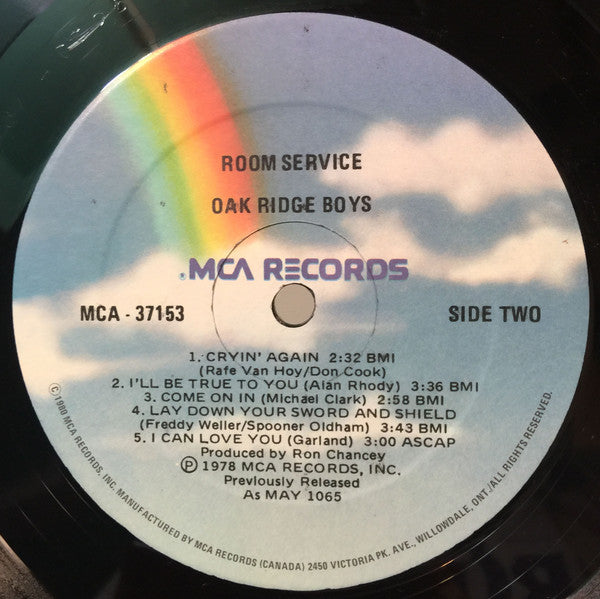 ROOM SERVICE
OAK RIDGE BOYS
MCA RECORDS
MCA - 37153
SIDE TWO
1. CRYIN' AGAIN 2:32 BMI
(Rafe Van Hoy/Don Cook)
2. I'LL BE TRUE TO YOU (Alan Rhody) 3:36 BMI
3. COME ON IN (Michael Clark) 2:58 BMI
4. LAY DOWN YOUR SWORD AND SHIELD
(Freddy Weller/Spooner Oldham) 3:43 BMI
5. I CAN LOVE YOU (Garland) 3:00 ASCAP
Produced by Ron Chancey
Ⓟ 1978 MCA RECORDS, INC.
Previously Released
As MAY 1065
© 1980 MCA RECORDS, INC. MANUFACTURED BY MCA RECORDS (CANADA) 2450 VICTORIA PK. AVE., WILLOWDALE, ONT./ALL RIGHTS RESERVED.